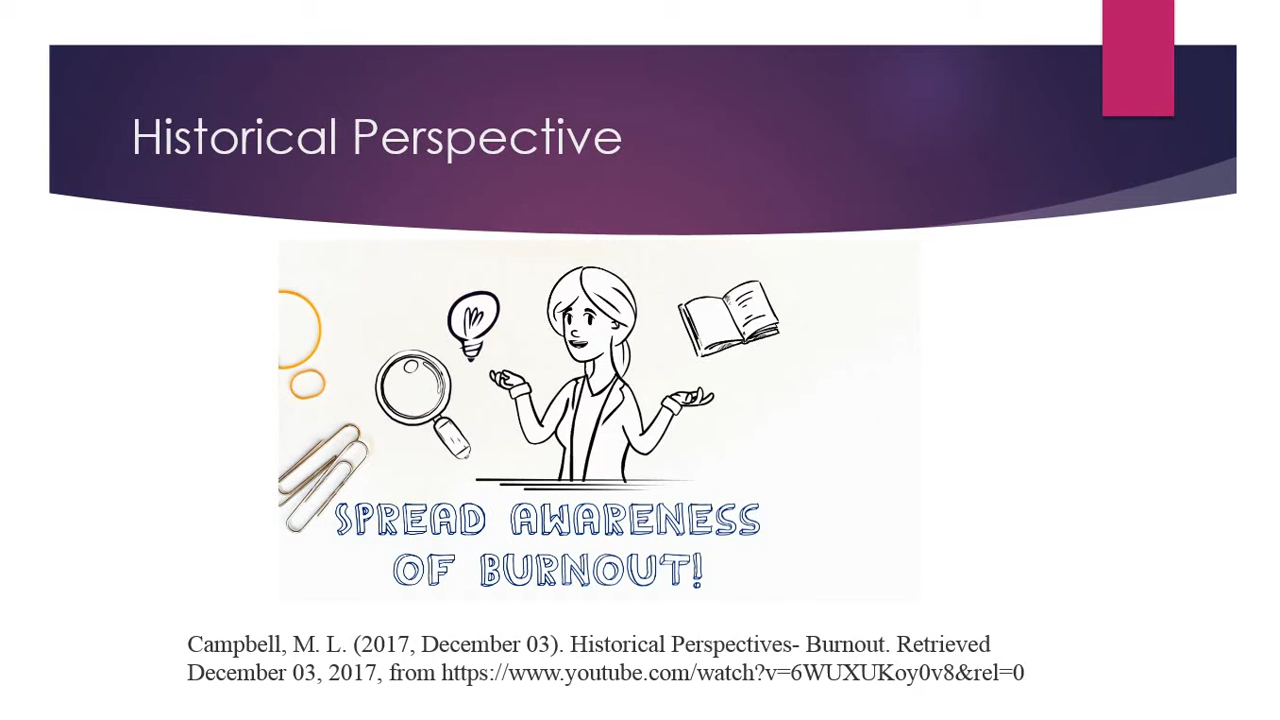 Historical Perspective
SPREAD AWARENESS
OF BURNOUT!
Campbell, M. L. (2017, December 03). Historical Perspectives- Burnout. Retrieved
December 03, 2017, from https://www.youtube.com/watch?v=6WUXUKoy0v8&rel=0